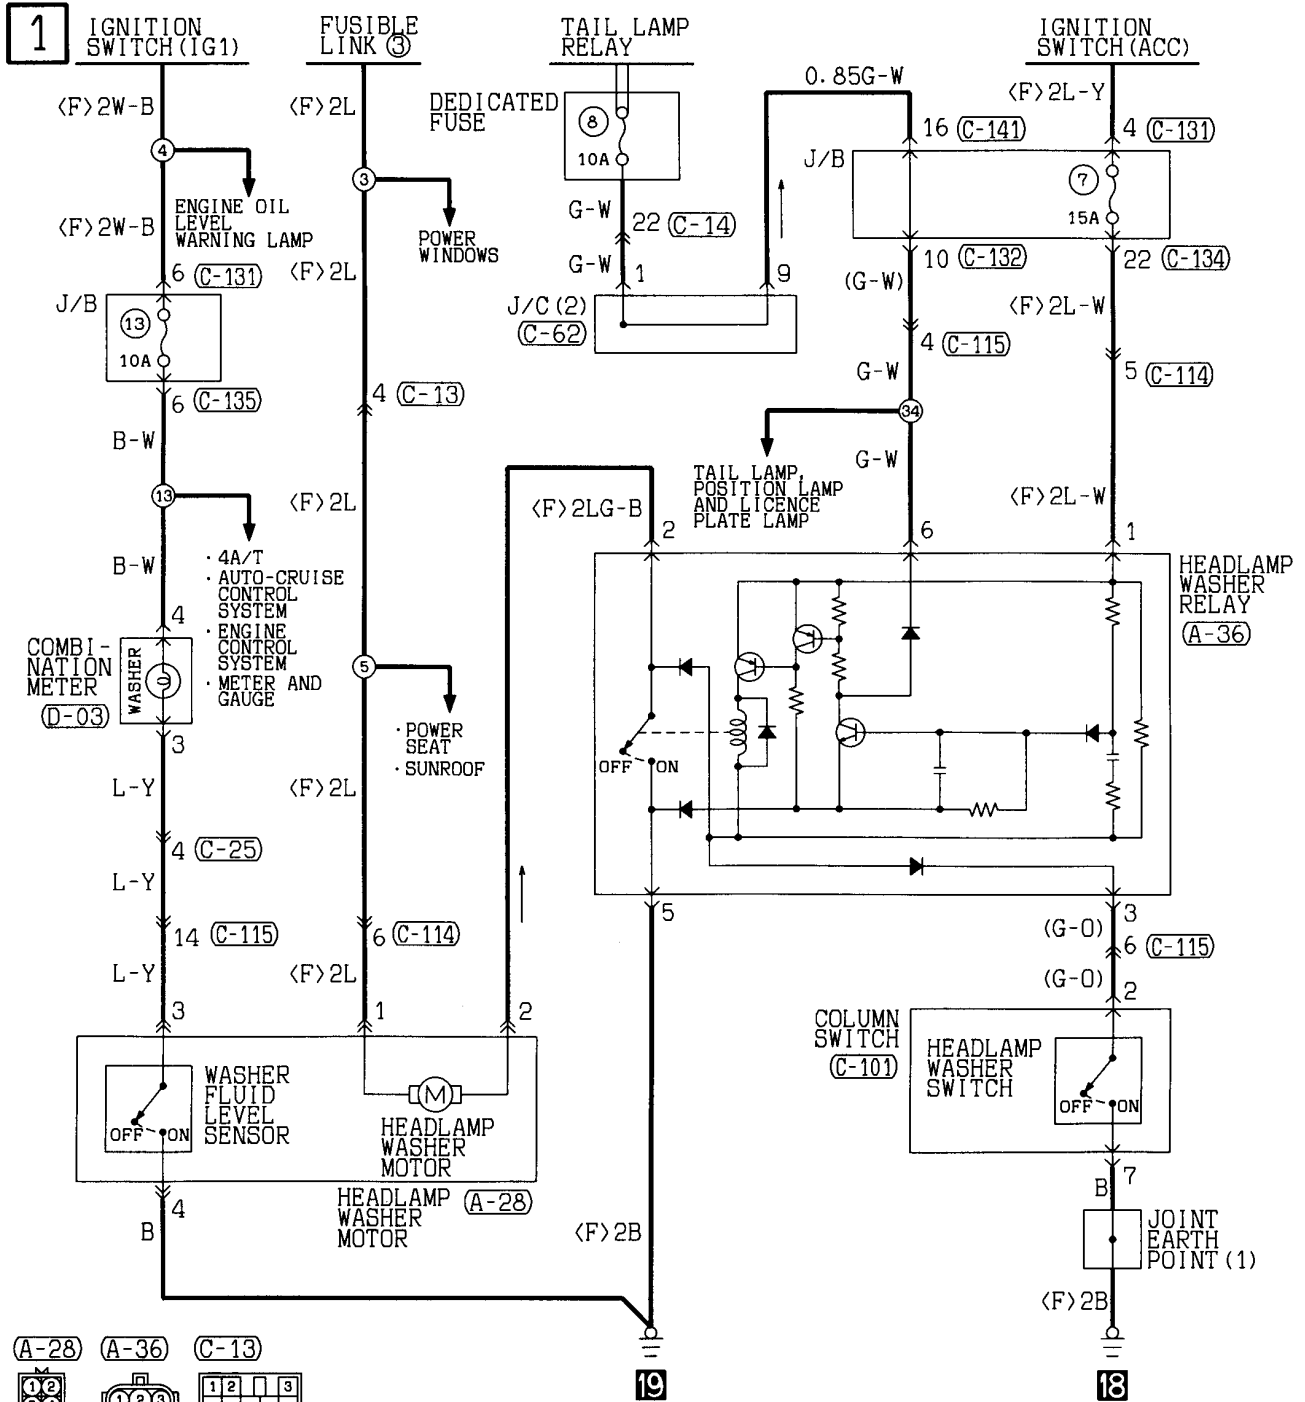 1
IGNITION
SWITCH(IG1)
FUSIBLE
LINK ③
TAIL LAMP
RELAY
IGNITION
SWITCH(ACC)
0.85G-W
<F>2W-B
<F>2L
DEDICATED
FUSE
⑧
10A
<F>2L-Y
16 (C-141)
4 (C-131)
J/B
⑦
15A
④
③
ENGINE OIL
LEVEL
WARNING LAMP
POWER
WINDOWS
<F>2W-B
<F>2L
G-W
22 (C-14)
G-W
1
9
6 (C-131)
J/B
⑬
10A
6 (C-135)
J/C(2)
(C-62)
10 (C-132)
22 (C-134)
(G-W)
<F>2L-W
4 (C-115)
5 (C-114)
G-W
㉞
G-W
4 (C-13)
B-W
⑬
<F>2L
<F>2LG-B
2
TAIL LAMP,
POSITION LAMP
AND LICENCE
PLATE LAMP
6
<F>2L-W
1
B-W
· 4A/T
· AUTO-CRUISE
CONTROL
SYSTEM
· ENGINE
CONTROL
SYSTEM
· METER AND
GAUGE
HEADLAMP
WASHER
RELAY
(A-36)
4
COMBI-
NATION
METER
(D-03)
WASHER
3
⑤
· POWER
SEAT
· SUNROOF
OFF
ON
L-Y
<F>2L
4 (C-25)
L-Y
14 (C-115)
6 (C-114)
5
3
(G-O)
6 (C-115)
(G-O)
L-Y
<F>2L
3
1
2
2
COLUMN
SWITCH
(C-101)
HEADLAMP
WASHER
SWITCH
OFF
ON
WASHER
FLUID
LEVEL
SENSOR
OFF
ON
M
HEADLAMP
WASHER
MOTOR
HEADLAMP
WASHER
MOTOR
(A-28)
4
B
<F>2B
7
B
JOINT
EARTH
POINT(1)
<F>2B
19
18
(A-28)
(A-36)
(C-13)
1 2
1 2 3
1 2 3